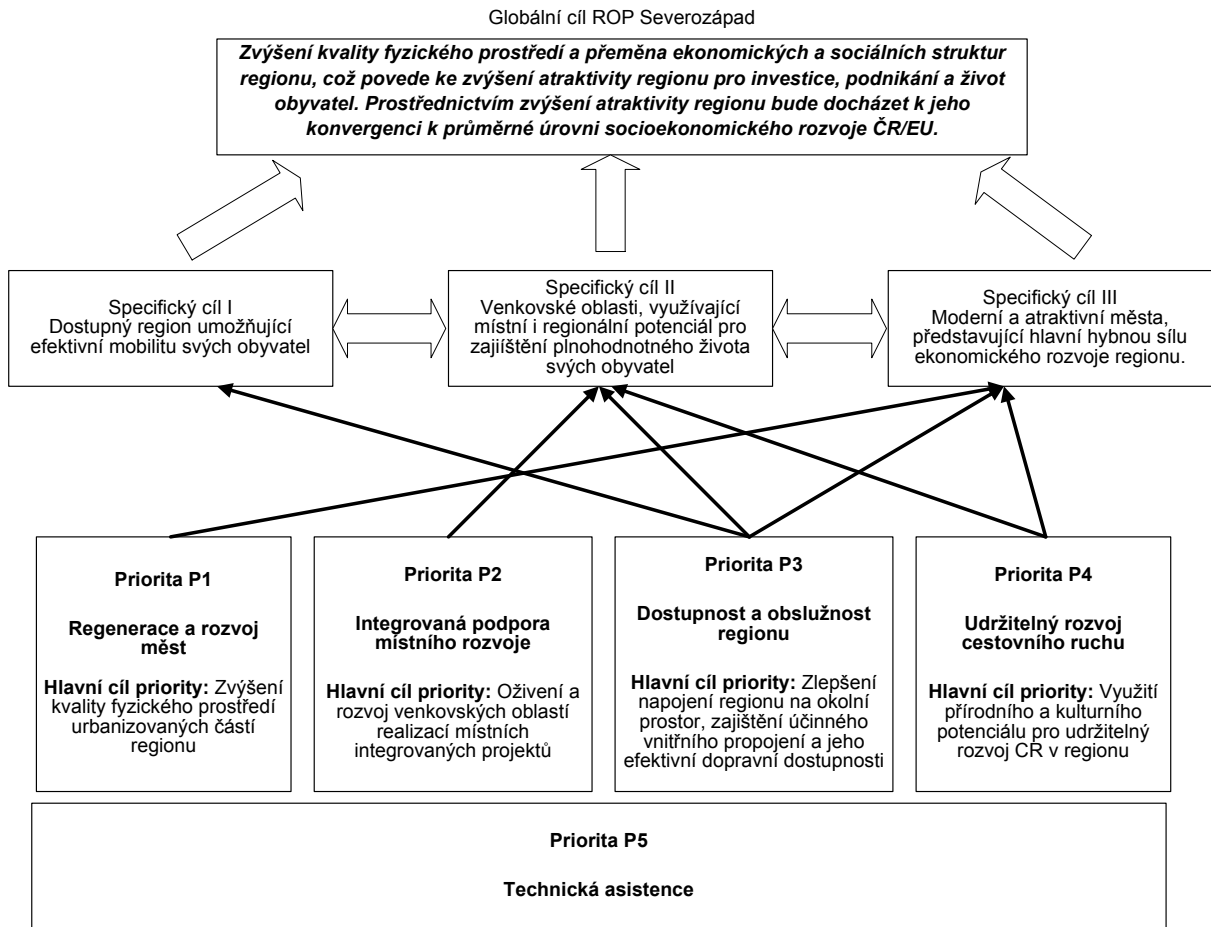 Globální cíl ROP Severozápad
Zvýšení kvality fyzického prostředí a přeměna ekonomických a sociálních struktur
regionu, což povede ke zvýšení atraktivity regionu pro investice, podnikání a život
obyvatel. Prostřednictvím zvýšení atraktivity regionu bude docházet k jeho
konvergenci k průměrné úrovni socioekonomického rozvoje ČR/EU.
Specifický cíl I
Dostupný region umožňující
efektivní mobilitu svých obyvatel
Specifický cíl II
Venkovské oblasti, využívající
místní i regionální potenciál pro
zajiíštění plnohodnotného života
svých obyvatel
Specifický cíl III
Moderní a atraktivní města,
představující hlavní hybnou sílu
ekonomického rozvoje regionu.
Priorita P1
Regenerace a rozvoj
měst
Hlavní cíl priority: Zvýšení
kvality fyzického prostředí
urbanizovaných částí
regionu
Priorita P2
Integrovaná podpora
místního rozvoje
Hlavní cíl priority: Oživení a
rozvoj venkovských oblastí
realizací místních
integrovaných projektů
Priorita P3
Dostupnost a obslužnost
regionu
Hlavní cíl priority: Zlepšení
napojení regionu na okolní
prostor, zajištění účinného
vnitřního propojení a jeho
efektivní dopravní dostupnosti
Priorita P4
Udržitelný rozvoj
cestovního ruchu
Hlavní cíl priority: Využití
přírodního a kulturního
potenciálu pro udržitelný
rozvoj CR v regionu
Priorita P5
Technická asistence